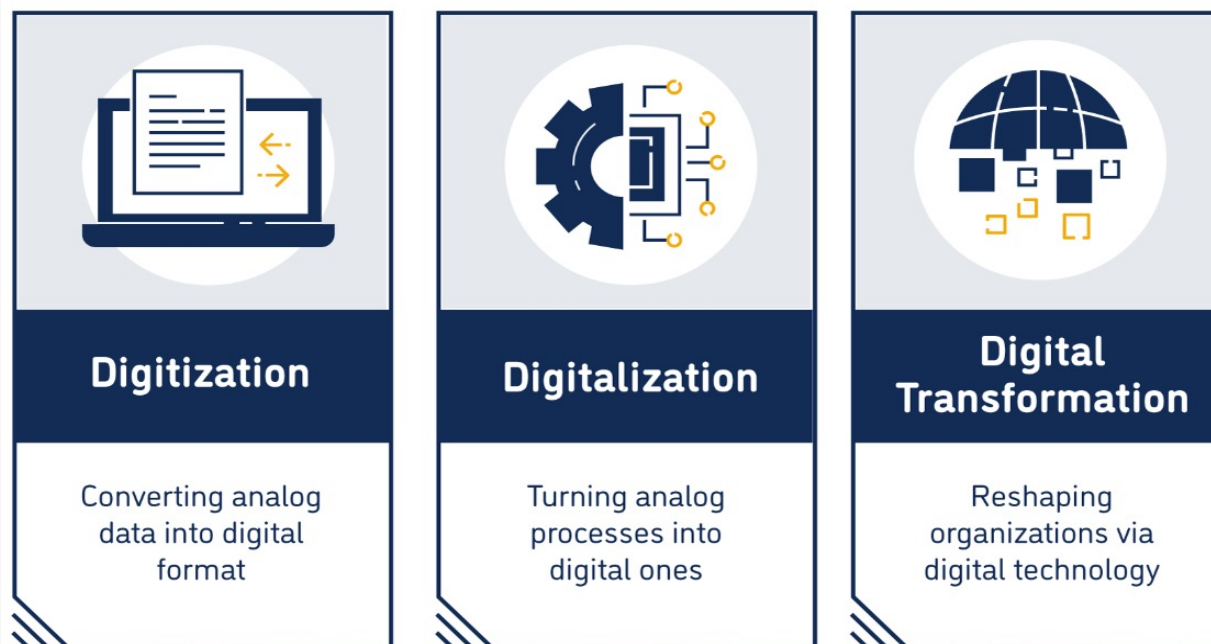 Digitization
Converting analog
data into digital
format
Digitalization
Turning analog
processes into
digital ones
Digital
Transformation
Reshaping
organizations via
digital technology